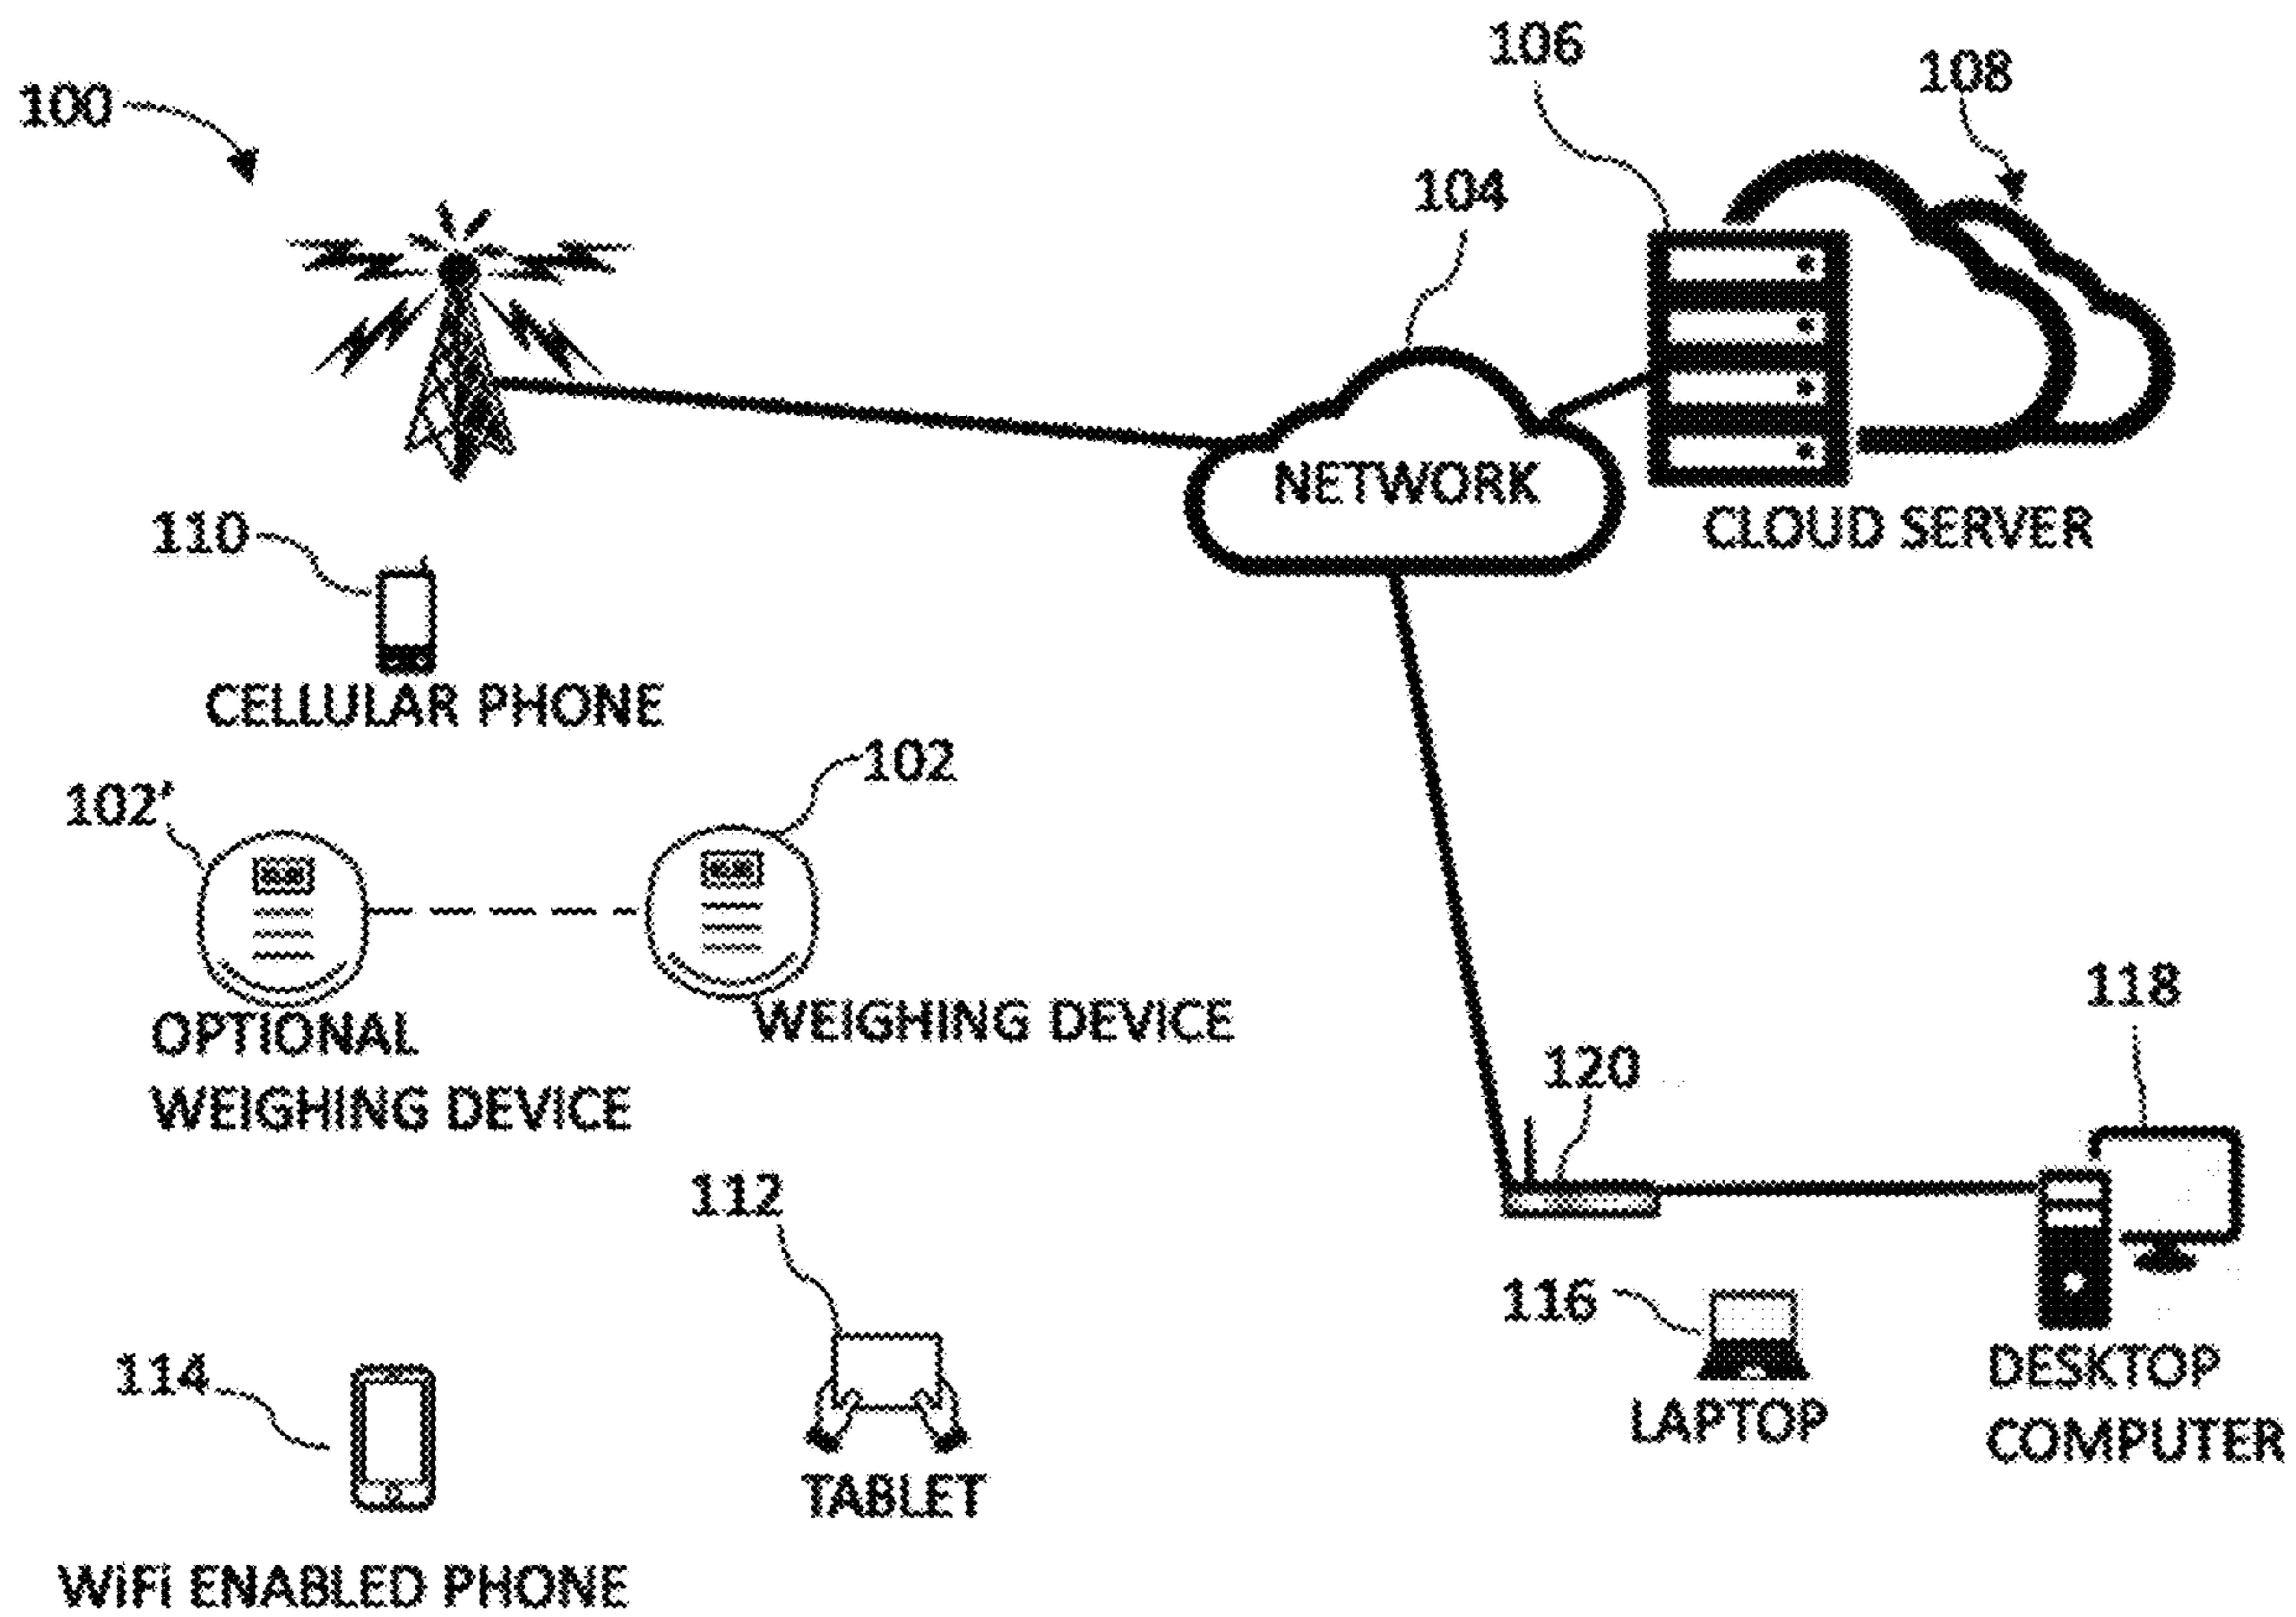 106
108
100
104
NETWORK
CLOUD SERVER
110
CELLULAR PHONE
102
102'
WEIGHING DEVICE
OPTIONAL
WEIGHING DEVICE
118
120
112
116
114
DESKTOP
COMPUTER
LAPTOP
TABLET
WiFi ENABLED PHONE